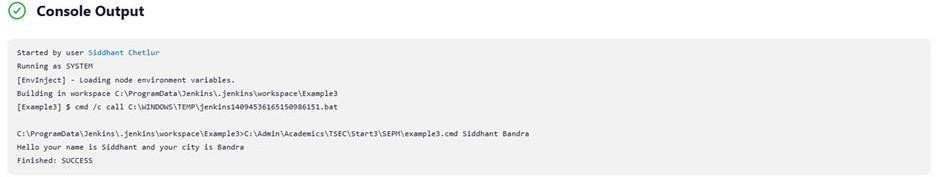 Console Output
Started by user Siddhant Chetlur
Running as SYSTEM
[EnvInject] - Loading node environment variables.
Building in workspace C:\ProgramData\Jenkins\.jenkins\workspace\Example3
[Example3] $ cmd /c call C:\WINDOWS\TEMP\jenkins14094536165150986151.bat
C:\ProgramData\Jenkins\.jenkins\workspace\Example3>C:\Admin\Academics\TSEC\Start3\SEPM\example3.cmd Siddhant Bandra
Hello your name is Siddhant and your city is Bandra
Finished: SUCCESS